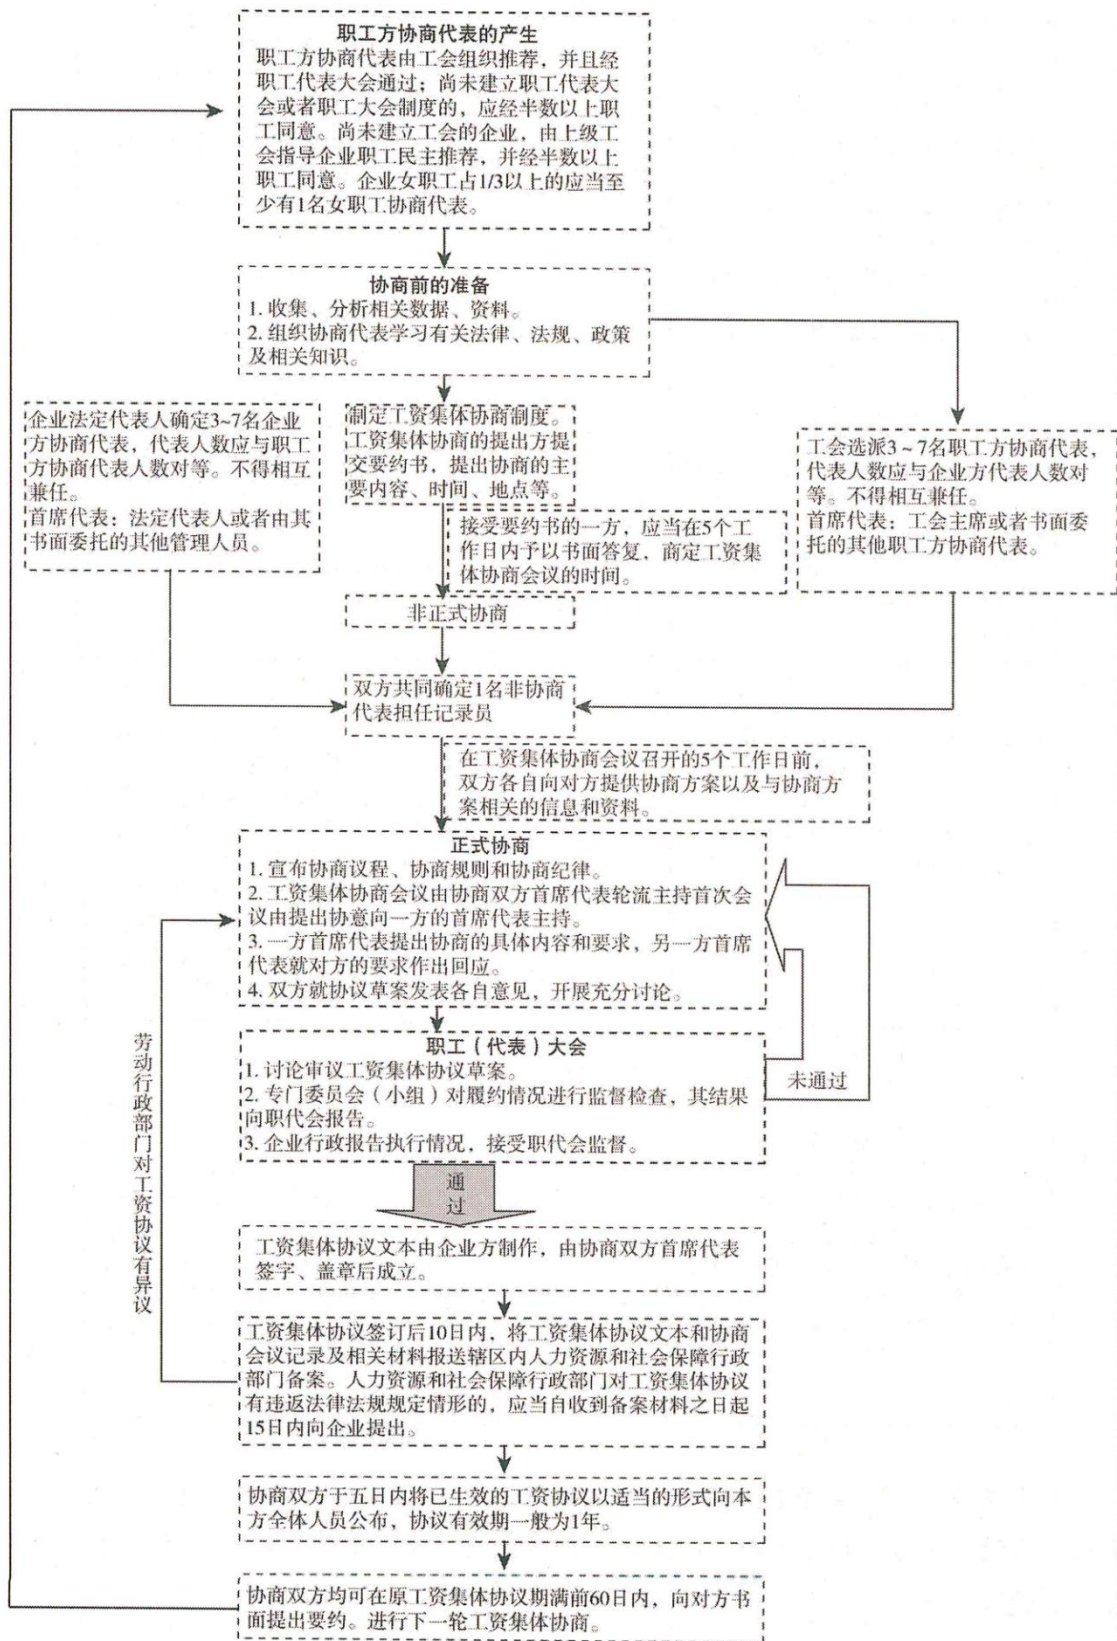 职工方协商代表的产生
职工方协商代表由工会组织推荐，并且经
职工代表大会通过；尚未建立职工代表大
会或者职工大会制度的，应经半数以上职
工同意。尚未建立工会的企业，由上级工
会指导企业职工民主推荐，并经半数以上
职工同意。企业女职工占1/3以上的应当至
少有1名女职工协商代表。
协商前的准备
1. 收集、分析相关数据、资料。
2. 组织协商代表学习有关法律、法规、政策
及相关知识。
企业法定代表人确定3~7名企业
方协商代表，代表人数应与职工
方协商代表人数对等。不得相互
兼任。
首席代表：法定代表人或者由其
书面委托的其他管理人员。
制定工资集体协商制度。
工资集体协商的提出方提
交要约书，提出协商的主
要内容、时间、地点等。
工会选派3～7名职工方协商代表，
代表人数应与企业方代表人数对
等。不得相互兼任。
首席代表：工会主席或者书面委
托的其他职工方协商代表。
接受要约书的一方，应当在5个工
作日内予以书面答复，商定工资集
体协商会议的时间。
非正式协商
双方共同确定1名非协商
代表担任记录员
在工资集体协商会议召开的5个工作日前，
双方各自向对方提供协商方案以及与协商方
案相关的信息和资料。
正式协商
1. 宣布协商议程、协商规则和协商纪律。
2. 工资集体协商会议由协商双方首席代表轮流主持首次会
议由提出协意向一方的首席代表主持。
3. 一方首席代表提出协商的具体内容和要求，另一方首席
代表就对方的要求作出回应。
4. 双方就协议草案发表各自意见，开展充分讨论。
职工（代表）大会
1. 讨论审议工资集体协议草案。
2. 专门委员会（小组）对履约情况进行监督检查，其结果
向职代会报告。
3. 企业行政报告执行情况，接受职代会监督。
未通过
劳动行政部门对工资协议有异议
通
过
工资集体协议文本由企业方制作，由协商双方首席代表
签字、盖章后成立。
工资集体协议签订后10日内，将工资集体协议文本和协商
会议记录及相关材料报送辖区内人力资源和社会保障行政
部门备案。人力资源和社会保障行政部门对工资集体协议
有违返法律法规规定情形的，应当自收到备案材料之日起
15日内向企业提出。
协商双方于五日内将已生效的工资协议以适当的形式向本
方全体人员公布，协议有效期一般为1年。
协商双方均可在原工资集体协议期满前60日内，向对方书
面提出要约。进行下一轮工资集体协商。